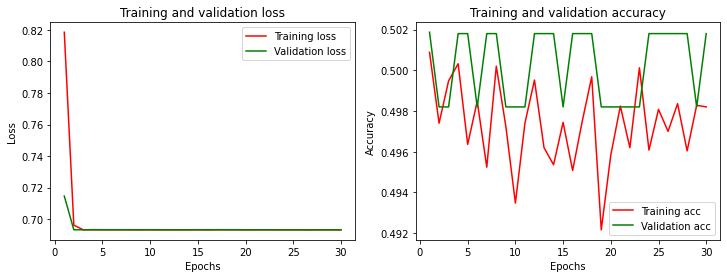 Training and validation loss
Training loss
Validation loss
0.82
0.80
0.78
0.76
0.74
0.72
0.70
Loss
0
5
10
15
20
25
30
Epochs
Training and validation accuracy
0.502
0.500
0.498
0.496
0.494
0.492
Accuracy
Training acc
Validation acc
0
5
10
15
20
25
30
Epochs